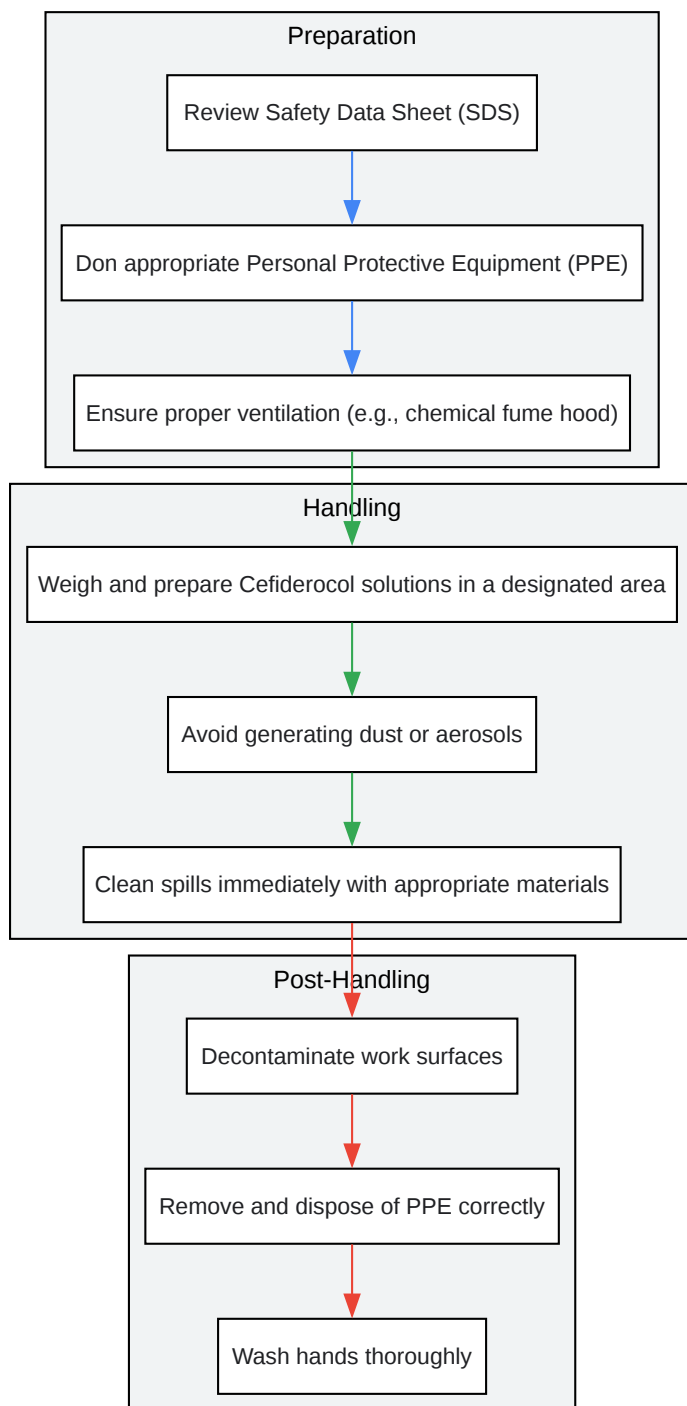 Preparation
Review Safety Data Sheet (SDS)
Don appropriate Personal Protective Equipment (PPE)
Ensure proper ventilation (e.g., chemical fume hood)
Handling
Weigh and prepare Cefiderocol solutions in a designated area
Avoid generating dust or aerosols
Clean spills immediately with appropriate materials
Post-Handling
Decontaminate work surfaces
Remove and dispose of PPE correctly
Wash hands thoroughly